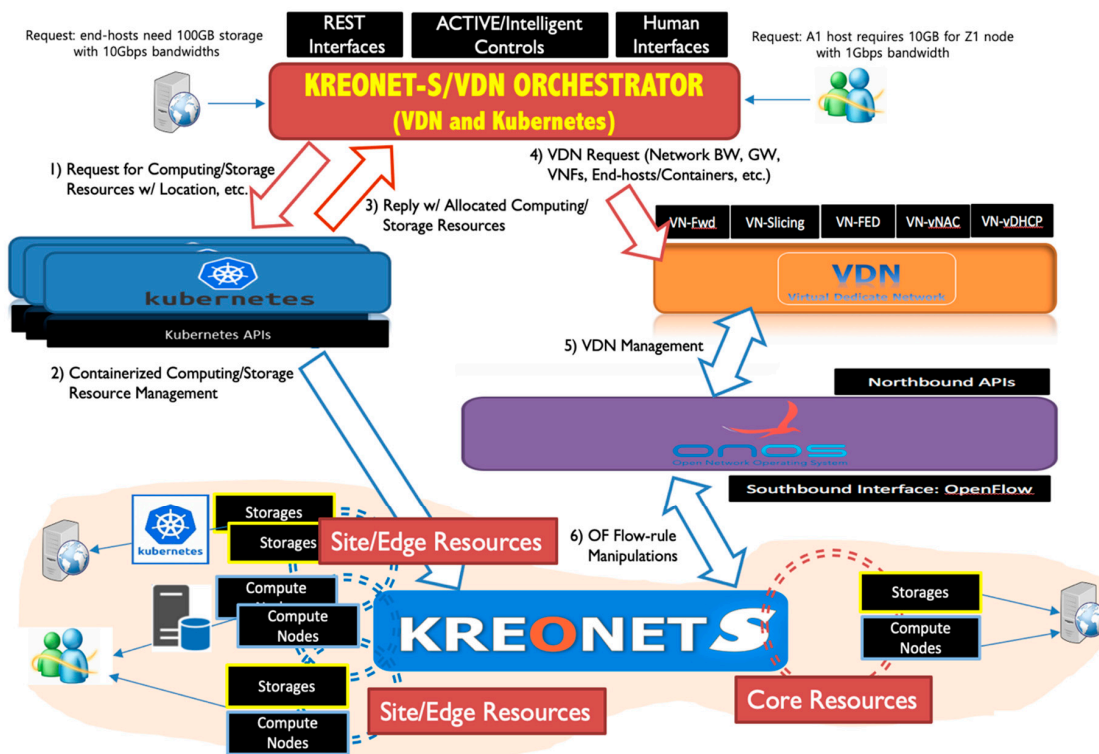 Request: end-hosts need 100GB storage
with 10Gbps bandwidths
REST
Interfaces
ACTIVE/Intelligent
Controls
Human
Interfaces
Request: A1 host requires 10GB for Z1 node
with 1Gbps bandwidth
KREONET-S/VDN ORCHESTRATOR
(VDN and Kubernetes)
1) Request for Computing/Storage
Resources w/ Location, etc.
3) Reply w/ Allocated Computing/
Storage Resources
4) VDN Request (Network BW, GW,
VNFs, End-hosts/Containers, etc.)
VN-Fwd
VN-Slicing
VN-FED
VN-vNAC
VN-vDHCP
kubernetes
Kubernetes APIs
VDN
Virtual Dedicate Network
5) VDN Management
2) Containerized Computing/Storage
Resource Management
Northbound APIs
onos
Open Network Operating System
Southbound Interface: OpenFlow
6) OF Flow-rule
Manipulations
kubernetes
Storages
Storages
Site/Edge Resources
Compute
Compute
Nodes
KREONET S
Storages
Compute
Nodes
Site/Edge Resources
Storages
Compute
Nodes
Core Resources